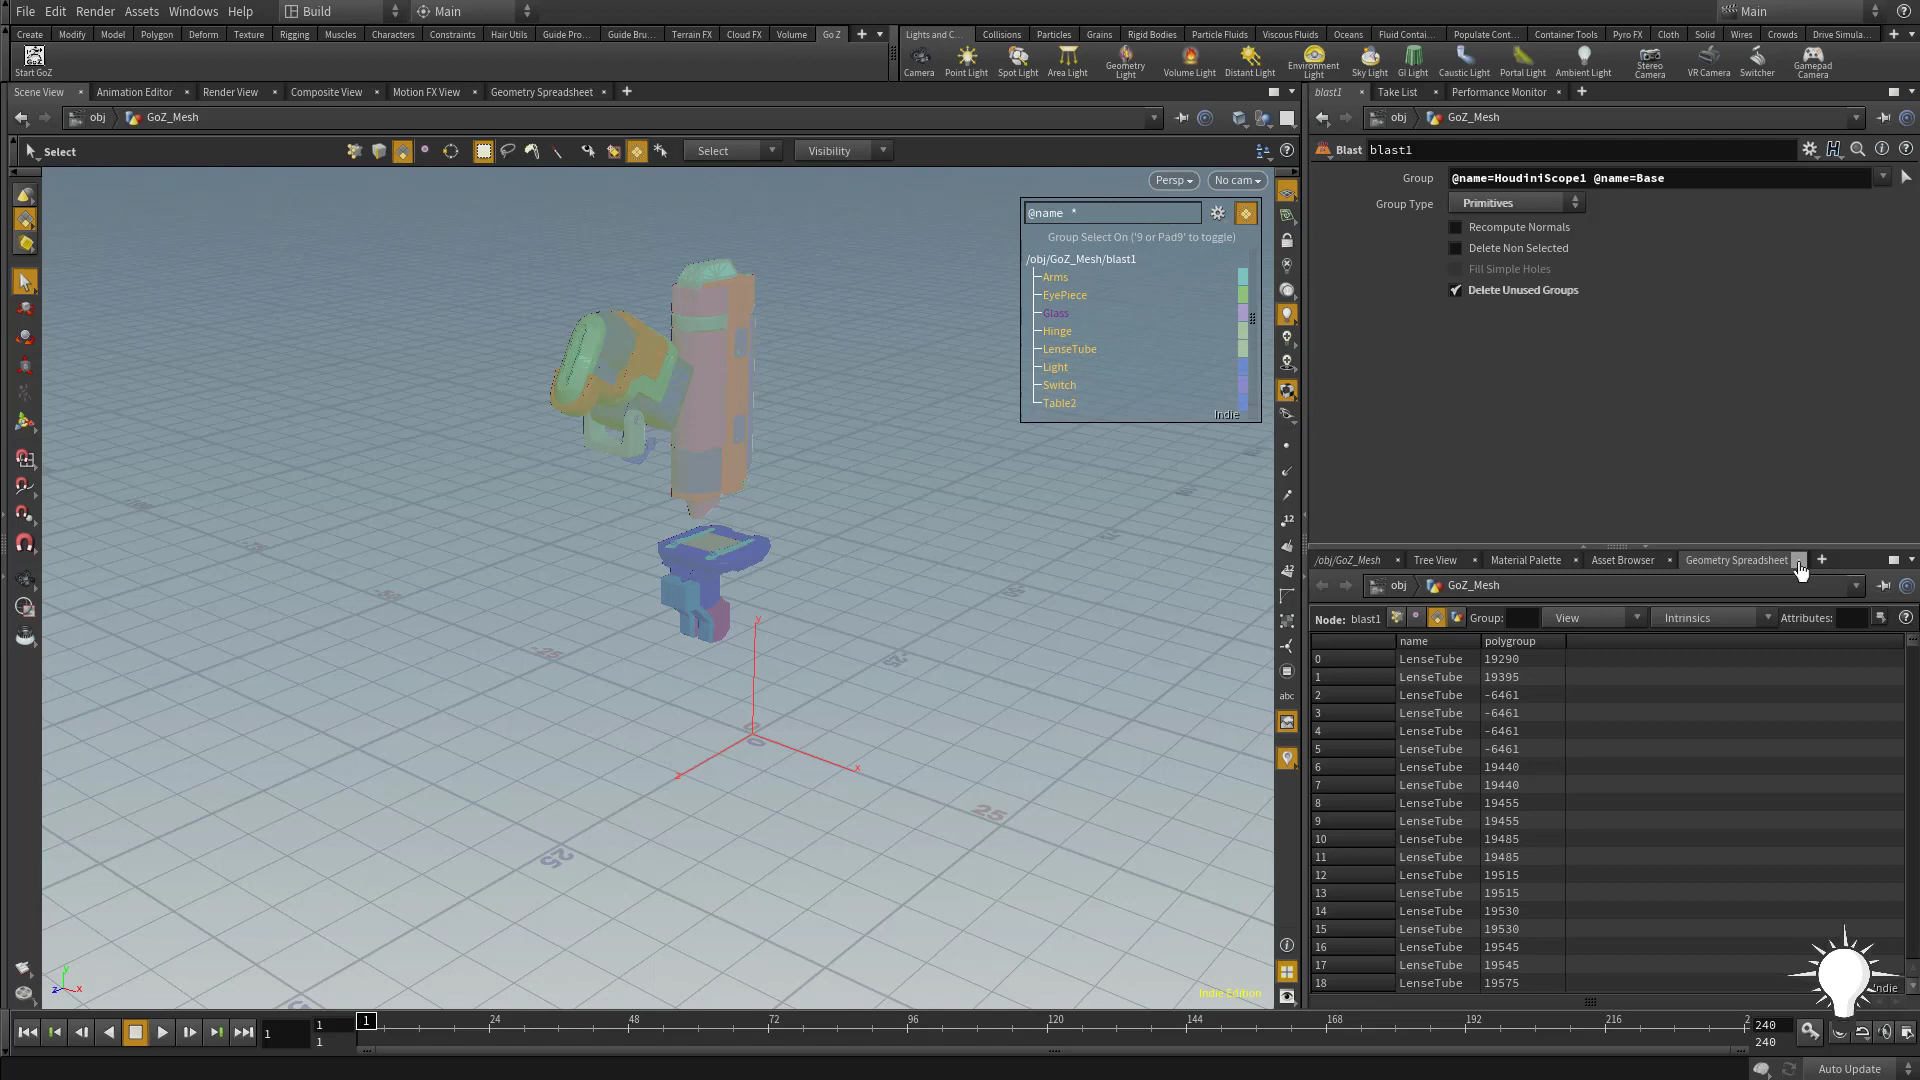 File Edit Render Assets Windows Help Build Main Main
Create Modify Model Polygon Deform Texture Rigging Muscles Characters Constraints Hair Utils Guide Pro... Guide Bru... Terrain FX Cloud FX Volume Go Z Lights and C... Collisions Particles Grains Rigid Bodies Particle Fluids Viscous Fluids Oceans Fluid Contai... Populate Cont... Container Tools Pyro FX Cloth Solid Wires Crowds Drive Simula...
Start GoZ Camera Point Light Spot Light Area Light Geometry Light Volume Light Distant Light Environment Light Sky Light GI Light Caustic Light Portal Light Ambient Light Stereo Camera VR Camera Switcher Gamepad Camera
Scene View Animation Editor Render View Composite View Motion FX View Geometry Spreadsheet
obj GoZ_Mesh
Select Select Visibility
Persp No cam
@name *
Group Select On ('9 or Pad9' to toggle)
/obj/GoZ_Mesh/blast1
Arms
EyePiece
Glass
Hinge
LenseTube
Light
Switch
Table2
Indie
Indie Edition
blast1 Take List Performance Monitor
obj GoZ_Mesh
Blast blast1
Group @name=HoudiniScope1 @name=Base
Group Type Primitives
Recompute Normals
Delete Non Selected
Fill Simple Holes
Delete Unused Groups
/obj/GoZ_Mesh Tree View Material Palette Asset Browser Geometry Spreadsheet
obj GoZ_Mesh
Node: blast1 Group: View Intrinsics Attributes:
name polygroup
0 LenseTube 19290
1 LenseTube 19395
2 LenseTube -6461
3 LenseTube -6461
4 LenseTube -6461
5 LenseTube -6461
6 LenseTube 19440
7 LenseTube 19440
8 LenseTube 19455
9 LenseTube 19455
10 LenseTube 19485
11 LenseTube 19485
12 LenseTube 19515
13 LenseTube 19515
14 LenseTube 19530
15 LenseTube 19530
16 LenseTube 19545
17 LenseTube 19545
18 LenseTube 19575
1 1 1 1 24 48 72 96 120 144 168 192 216 2 240 240
Auto Update